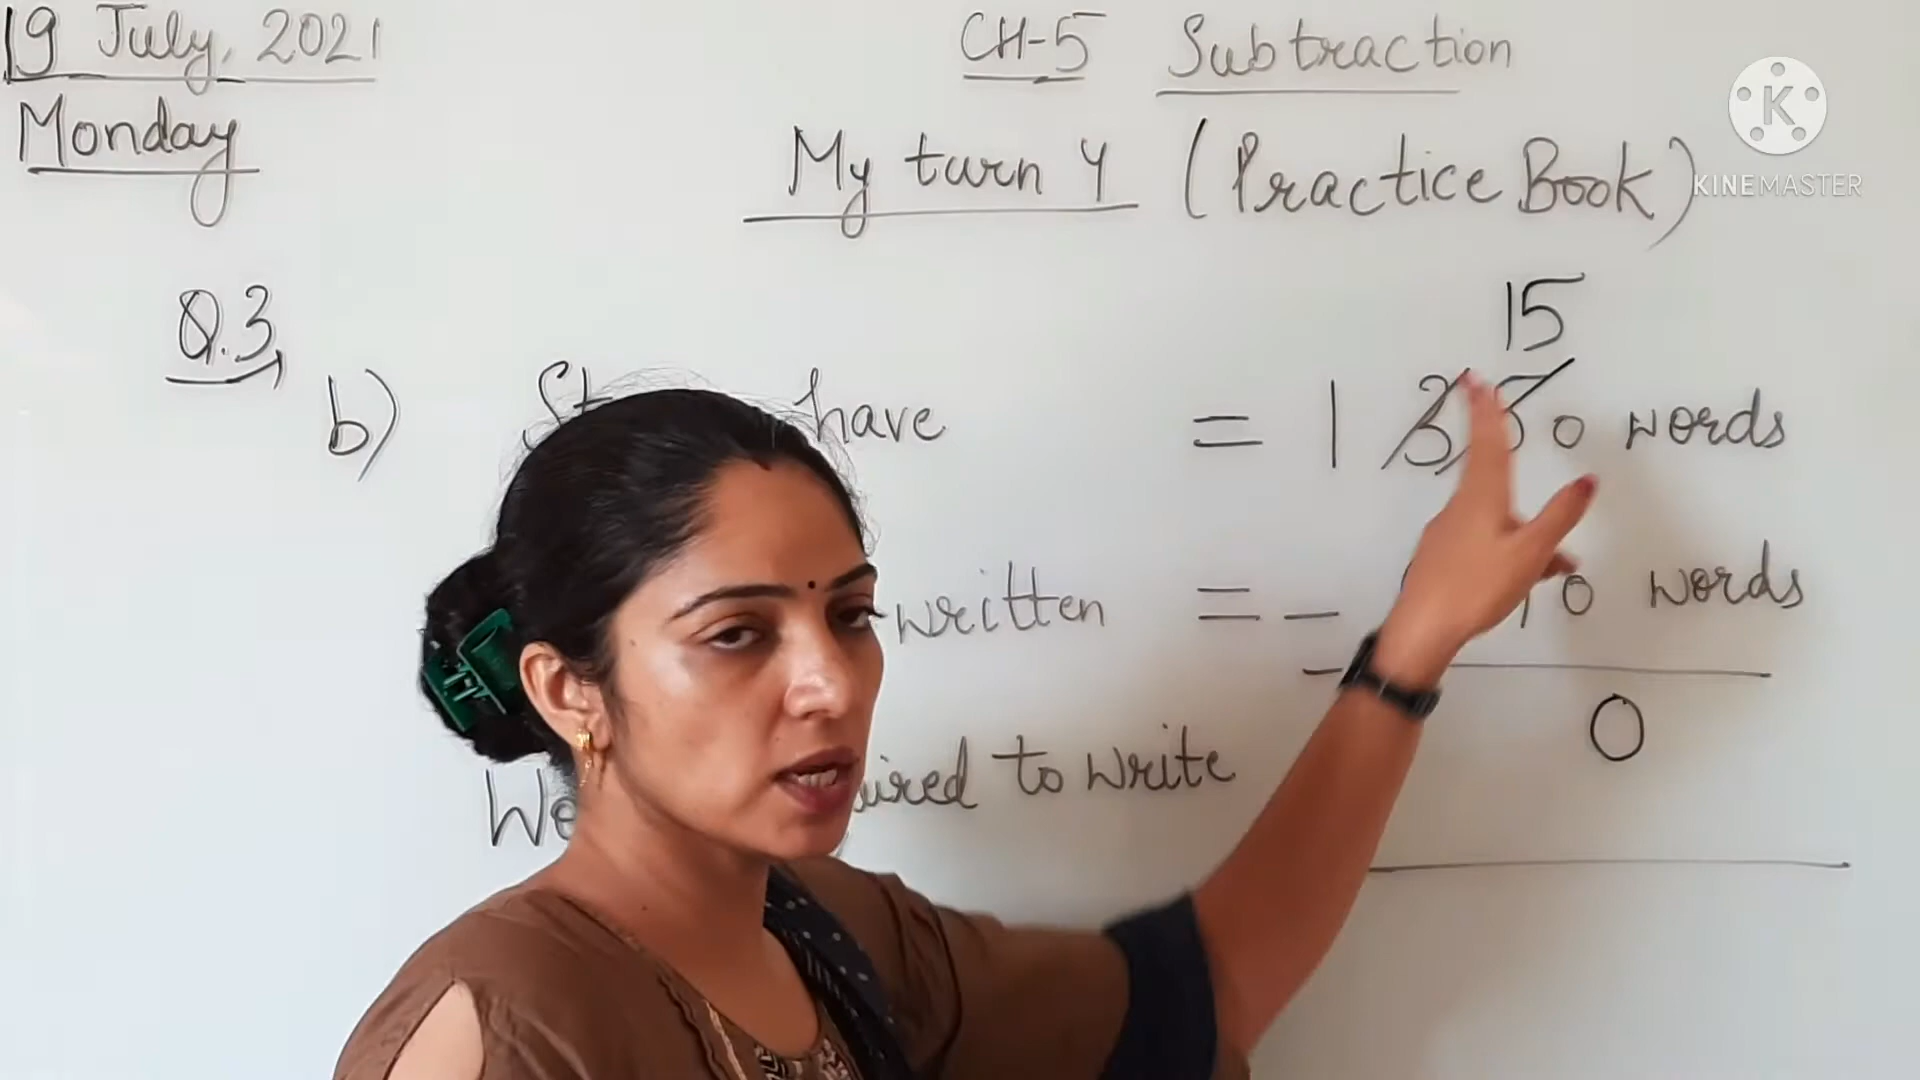 19 July, 2021
Monday
CH-5 Subtraction
My turn 4 (Practice Book)
KINEMASTER
Q.3
15
b) have = 1 3 5 0 words
written = - 0 words
0
to write